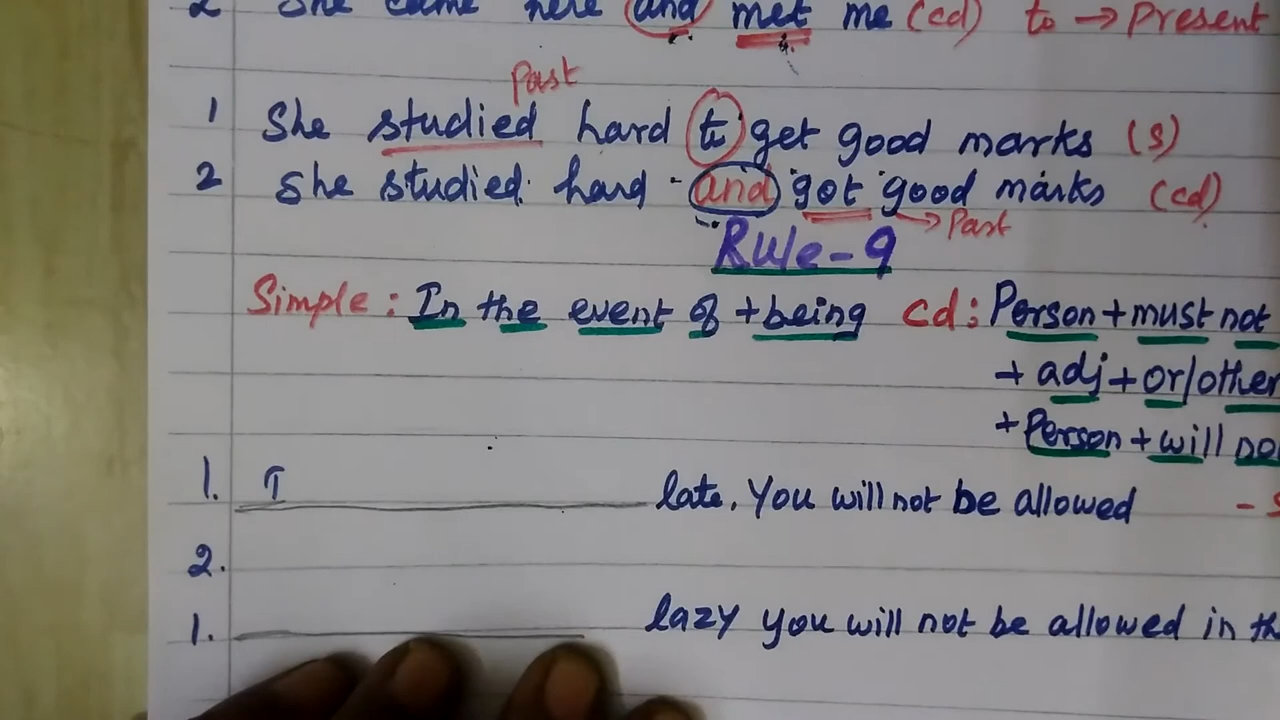 2 She came here and met me (cd) to → Present
Past
1 She studied hard to get good marks (S)
2 She studied hard and got good marks (cd)
→ Past
Rule-9
Simple: In the event of + being cd: Person + must not
+ adj + or/other
+ Person + will no
1. I late. You will not be allowed - S
2.
1. lazy you will not be allowed in th